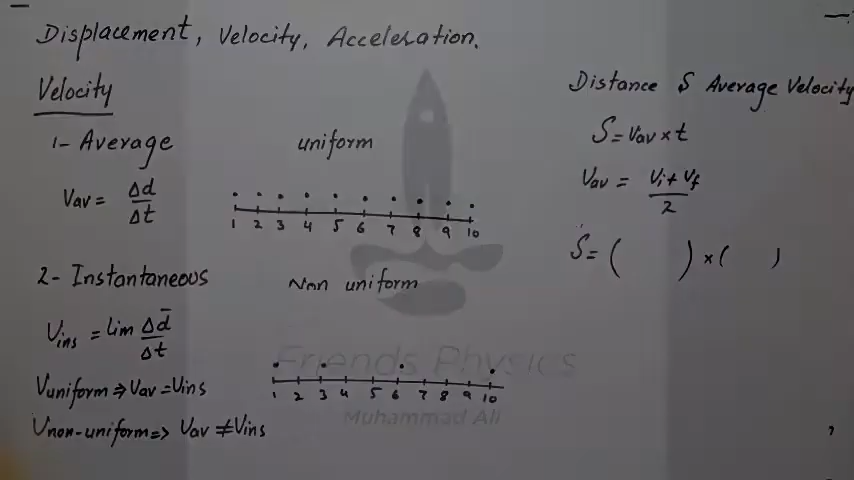 Displacement, Velocity, Acceleration.
Velocity
1- Average
Vav = Δd/Δt
uniform
1 2 3 4 5 6 7 8 9 10
2- Instantaneous
Vins = lim Δd̄/Δt
Vuniform ⇒ Vav = Vins
Vnon-uniform => Vav ≠ Vins
Non uniform
1 2 3 4 5 6 7 8 9 10
Distance & Average Velocity
S = Vav × t
Vav = Vi + Vf / 2
S = ( ) × ( )
Friends Physics
Muhammad Ali